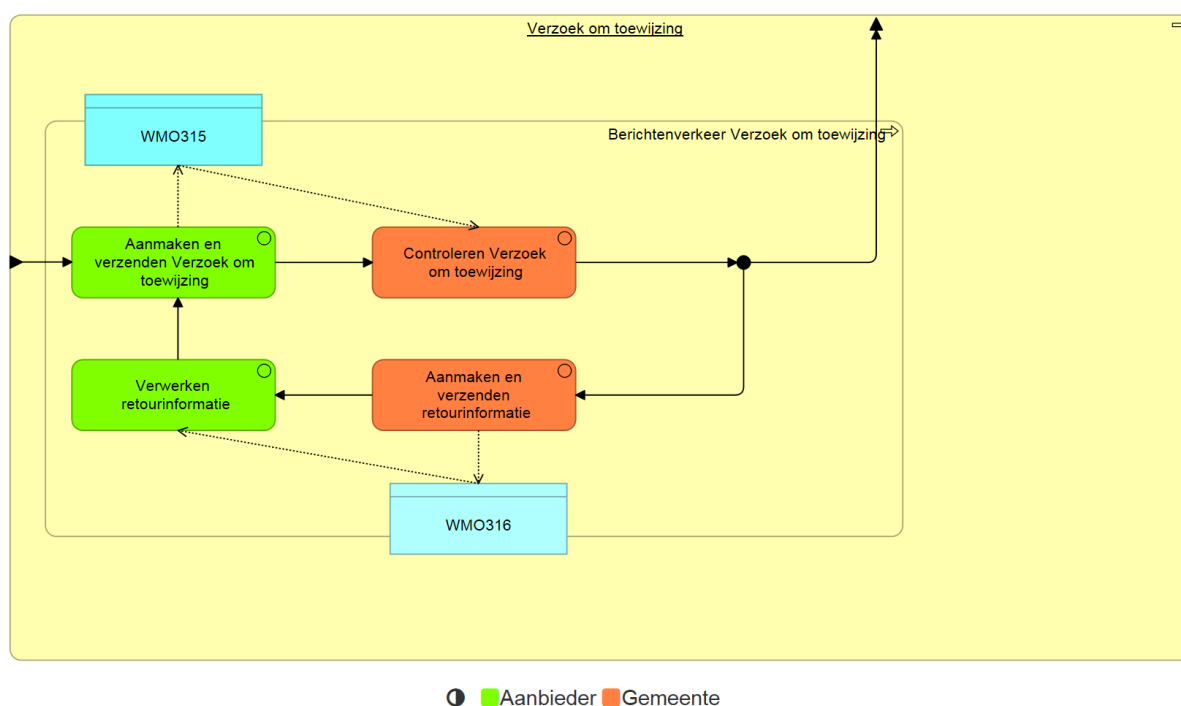 Verzoek om toewijzing
WMO315
Berichtenverkeer Verzoek om toewijzing
Aanmaken en
verzenden Verzoek om
toewijzing
Controleren Verzoek
om toewijzing
Verwerken
retourinformatie
Aanmaken en
verzenden
retourinformatie
WMO316
Aanbieder
Gemeente